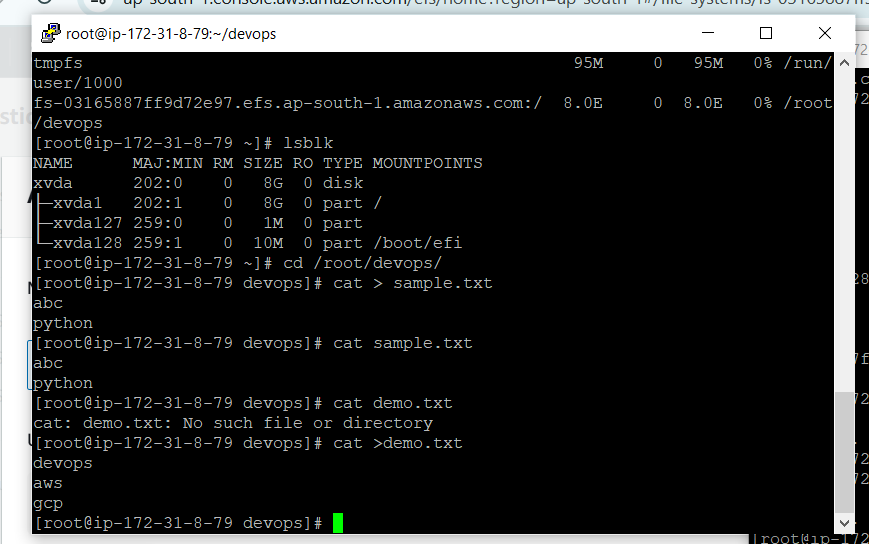 root@ip-172-31-8-79:~/devops
tmpfs 95M 0 95M 0% /run/
user/1000
fs-03165887ff9d72e97.efs.ap-south-1.amazonaws.com:/ 8.0E 0 8.0E 0% /root
/devops
[root@ip-172-31-8-79 ~]# lsblk
NAME MAJ:MIN RM SIZE RO TYPE MOUNTPOINTS
xvda 202:0 0 8G 0 disk
├─xvda1 202:1 0 8G 0 part /
├─xvda127 259:0 0 1M 0 part
└─xvda128 259:1 0 10M 0 part /boot/efi
[root@ip-172-31-8-79 ~]# cd /root/devops/
[root@ip-172-31-8-79 devops]# cat > sample.txt
abc
python
[root@ip-172-31-8-79 devops]# cat sample.txt
abc
python
[root@ip-172-31-8-79 devops]# cat demo.txt
cat: demo.txt: No such file or directory
[root@ip-172-31-8-79 devops]# cat >demo.txt
devops
aws
gcp
[root@ip-172-31-8-79 devops]#